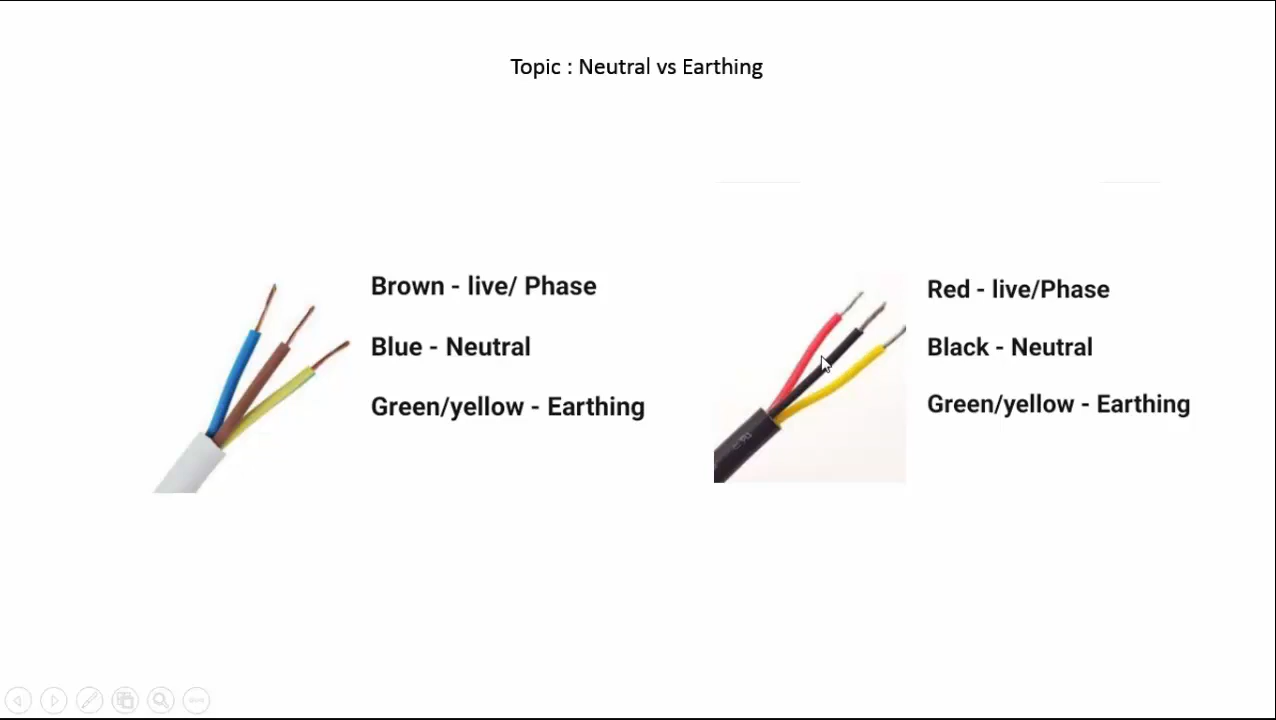 Topic : Neutral vs Earthing
Brown - live/ Phase
Blue - Neutral
Green/yellow - Earthing
Red - live/Phase
Black - Neutral
Green/yellow - Earthing